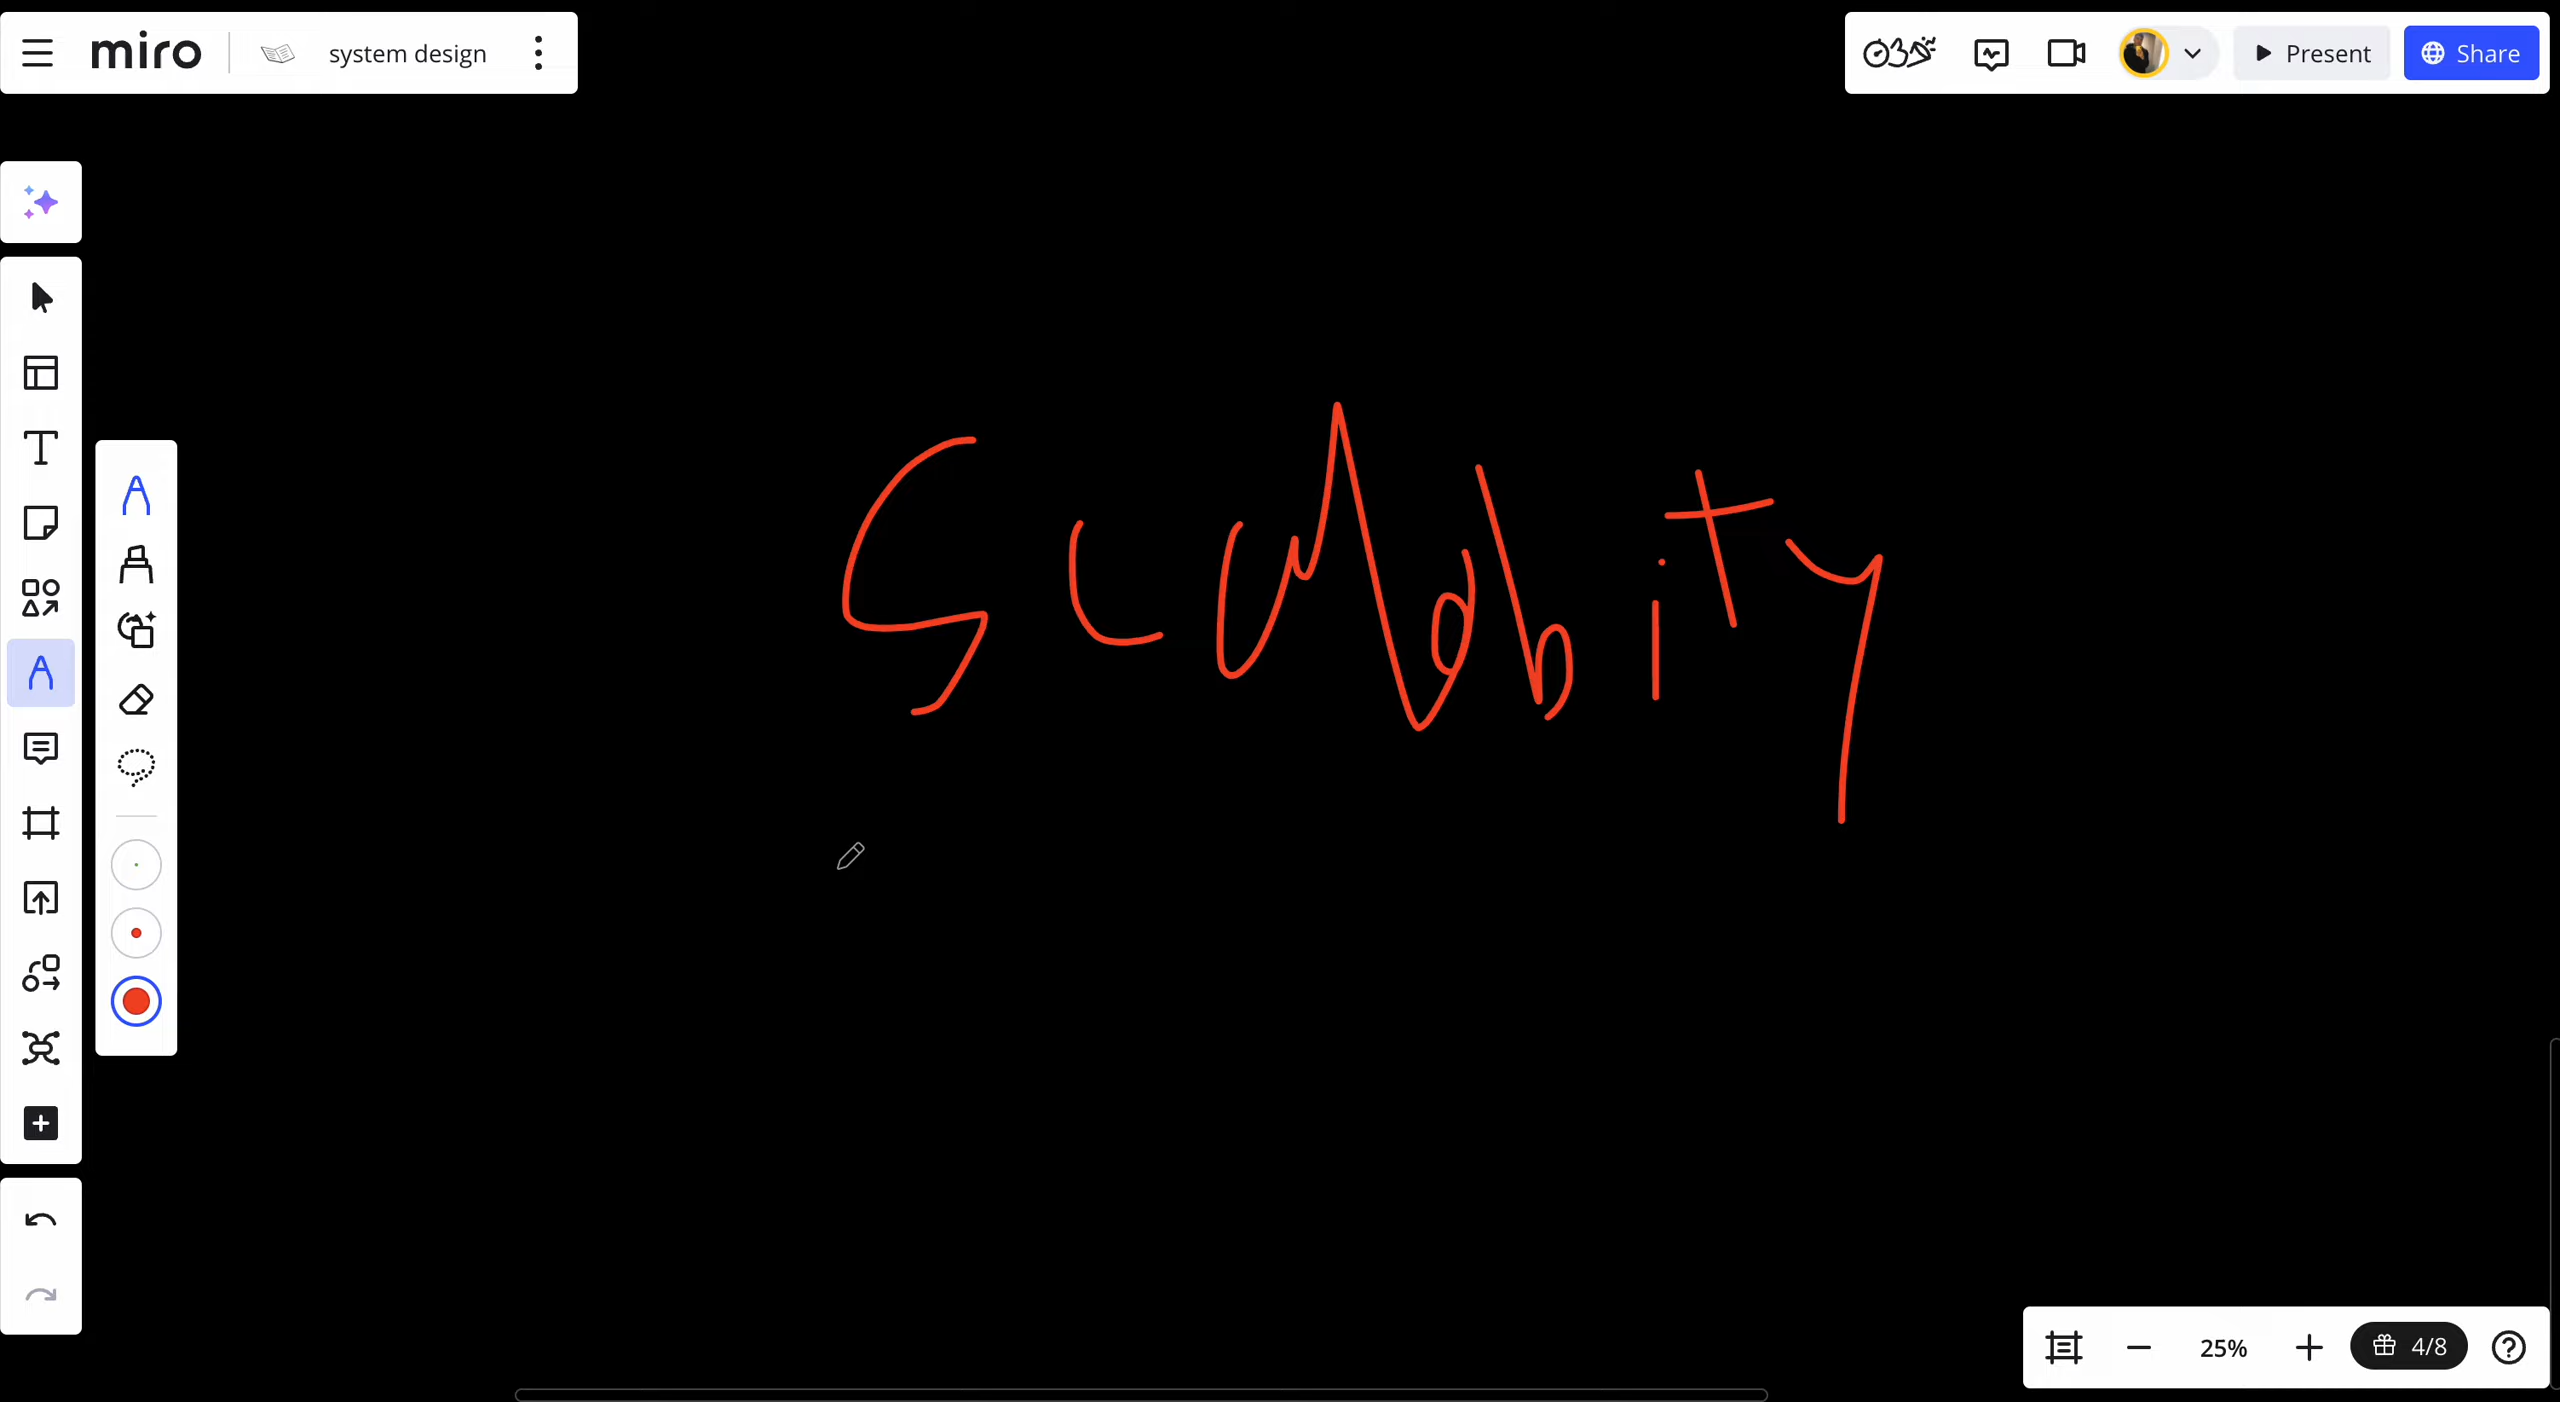 miro
system design
Present
Share
Scalability
25%
4/8